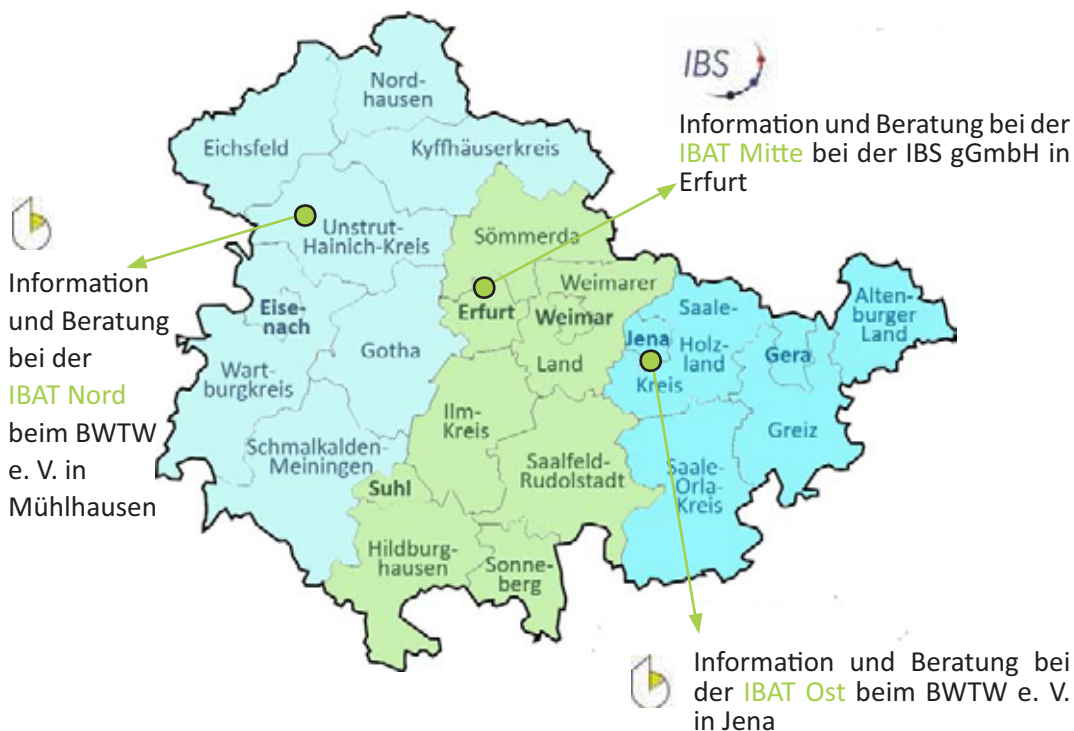 IBS
Information und Beratung bei der
IBAT Mitte bei der IBS gGmbH in
Erfurt
Information
und Beratung
bei der
IBAT Nord
beim BWTW
e. V. in
Mühlhausen
Nord-
hausen
Eichsfeld
Kyffhäuserkreis
Unstrut-
Hainich-Kreis
Sömmerda
Eise-
nach
Gotha
Erfurt
Weimarer
Weimar
Land
Wart-
burgkreis
Saale-
Jena
Holz-
land
Kreis
Gera
Alten-
burger
Land
Ilm-
Kreis
Greiz
Schmalkalden-
Meiningen
Suhl
Saalfeld-
Rudolstadt
Saale-
Orla-
Kreis
Hildburg-
hausen
Sonne-
berg
Information und Beratung bei
der IBAT Ost beim BWTW e. V.
in Jena